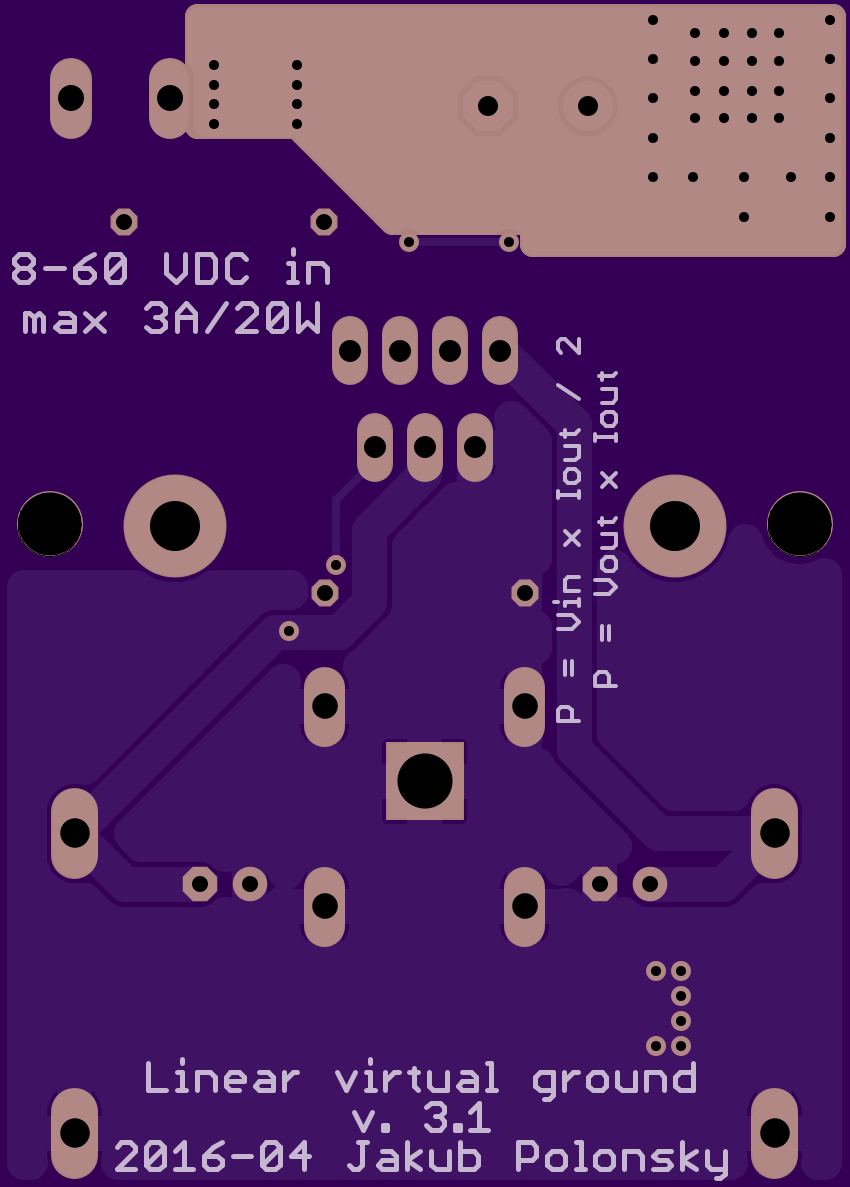 8-60 VDC in
max 3A/20W
P = Vin x Iout / 2
P = Vout x Iout
Linear virtual ground
v. 3.1
2016-04 Jakub Polonsky